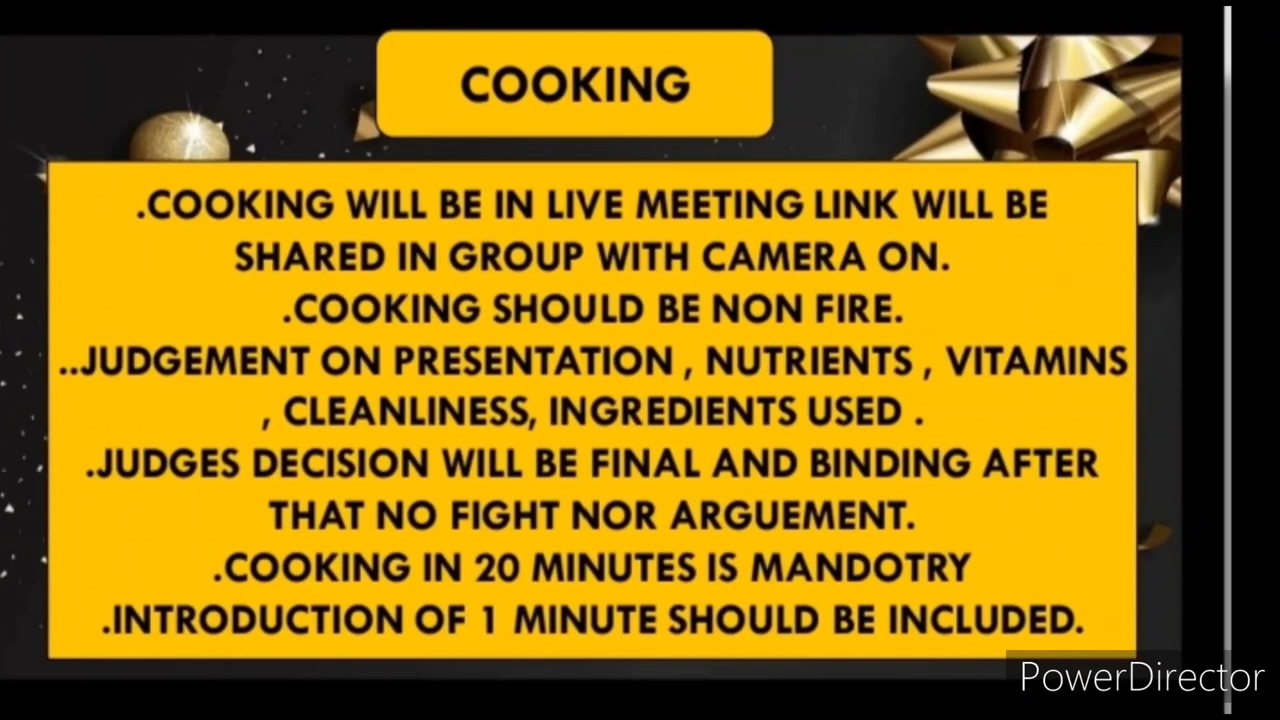 COOKING
.COOKING WILL BE IN LIVE MEETING LINK WILL BE
SHARED IN GROUP WITH CAMERA ON.
.COOKING SHOULD BE NON FIRE.
..JUDGEMENT ON PRESENTATION , NUTRIENTS , VITAMINS
, CLEANLINESS, INGREDIENTS USED .
.JUDGES DECISION WILL BE FINAL AND BINDING AFTER
THAT NO FIGHT NOR ARGUEMENT.
.COOKING IN 20 MINUTES IS MANDOTRY
.INTRODUCTION OF 1 MINUTE SHOULD BE INCLUDED.
PowerDirector